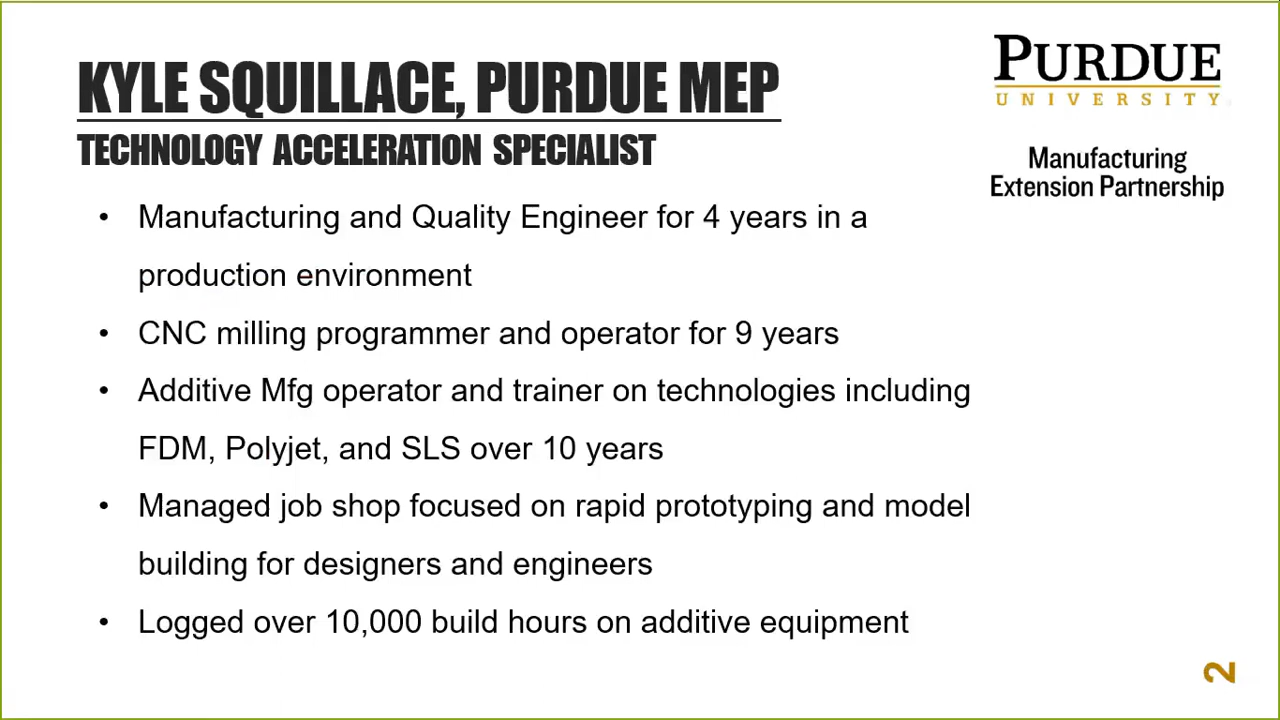 KYLE SQUILLACE, PURDUE MEP
TECHNOLOGY ACCELERATION SPECIALIST
PURDUE
UNIVERSITY
Manufacturing
Extension Partnership
• Manufacturing and Quality Engineer for 4 years in a
production environment
• CNC milling programmer and operator for 9 years
• Additive Mfg operator and trainer on technologies including
FDM, Polyjet, and SLS over 10 years
• Managed job shop focused on rapid prototyping and model
building for designers and engineers
• Logged over 10,000 build hours on additive equipment
2